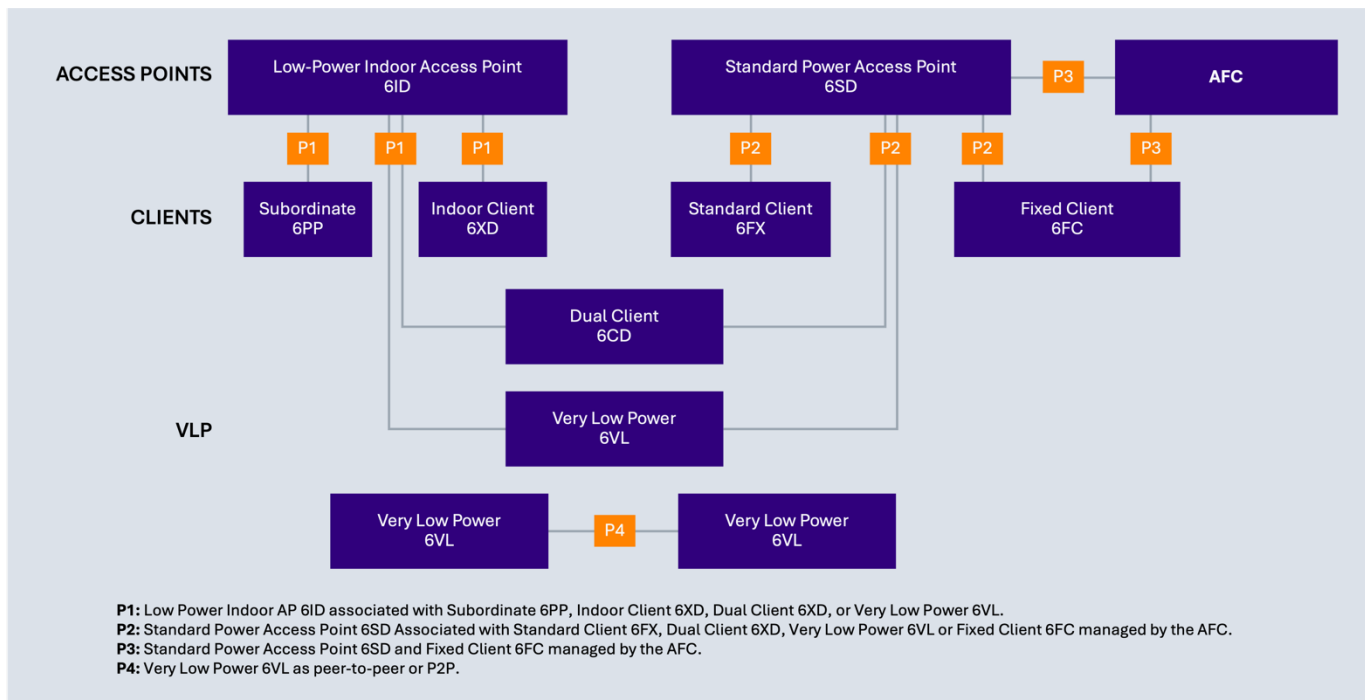 ACCESS POINTS
Low-Power Indoor Access Point
6ID
Standard Power Access Point
6SD
P3
AFC
P1
P1
P1
P2
P2
P2
P3
CLIENTS
Subordinate
6PP
Indoor Client
6XD
Standard Client
6FX
Fixed Client
6FC
Dual Client
6CD
VLP
Very Low Power
6VL
Very Low Power
6VL
P4
Very Low Power
6VL
P1: Low Power Indoor AP 6ID associated with Subordinate 6PP, Indoor Client 6XD, Dual Client 6XD, or Very Low Power 6VL.
P2: Standard Power Access Point 6SD Associated with Standard Client 6FX, Dual Client 6XD, Very Low Power 6VL or Fixed Client 6FC managed by the AFC.
P3: Standard Power Access Point 6SD and Fixed Client 6FC managed by the AFC.
P4: Very Low Power 6VL as peer-to-peer or P2P.